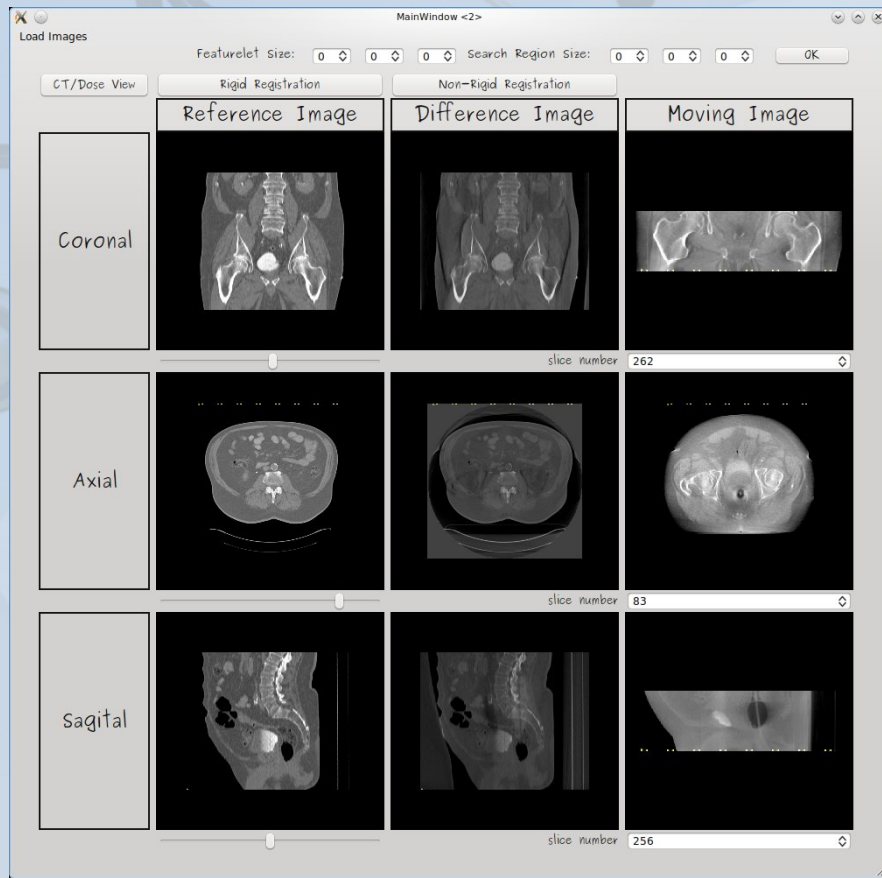 MainWindow <2>
Load Images
Featurelet Size: 0 0 0 Search Region Size: 0 0 0 OK
CT/Dose View Rigid Registration Non-Rigid Registration
Reference Image Difference Image Moving Image
Coronal
slice number 262
Axial
slice number 83
Sagital
slice number 256